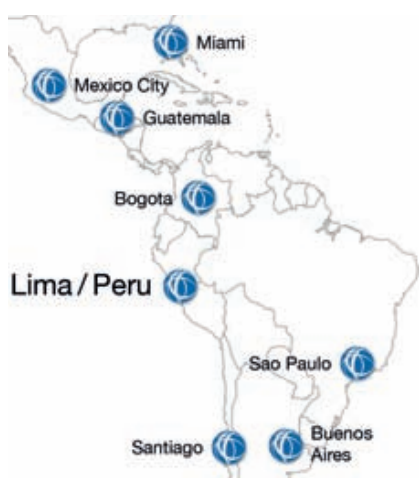 Miami
Mexico City
Guatemala
Bogota
Lima / Peru
Sao Paulo
Santiago
Buenos
Aires